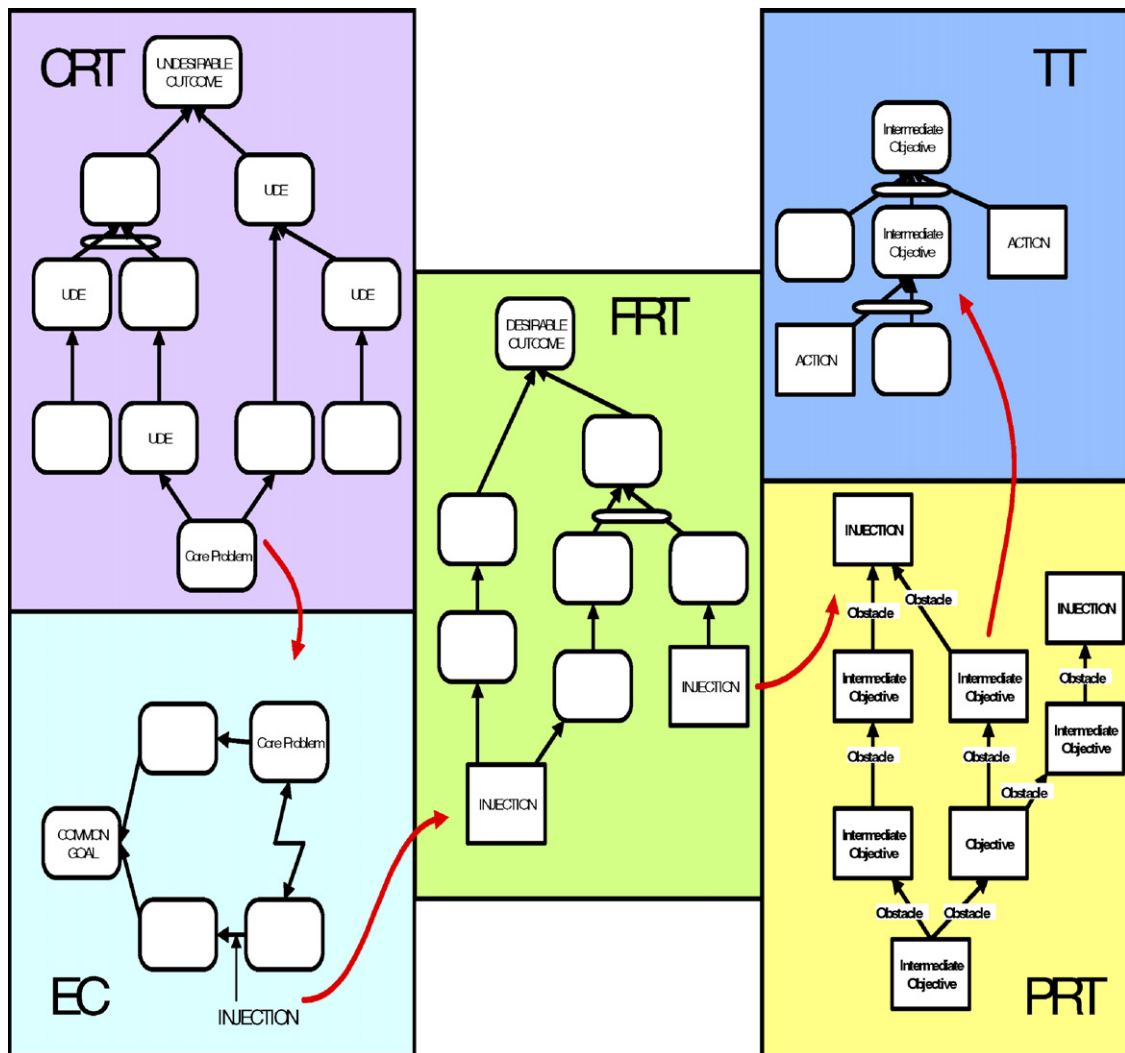 CRT
UNDESIRABLE
OUTCOME
UDE
UDE
UDE
UDE
Core Problem
EC
Core Problem
COMMON
GOAL
INJECTION
FRT
DESIRABLE
OUTCOME
INJECTION
INJECTION
TT
Intermediate
Objective
Intermediate
Objective
ACTION
ACTION
PRT
INJECTION
INJECTION
Obstacle
Obstacle
Obstacle
Intermediate
Objective
Intermediate
Objective
Intermediate
Objective
Obstacle
Obstacle
Obstacle
Intermediate
Objective
Objective
Obstacle
Obstacle
Intermediate
Objective